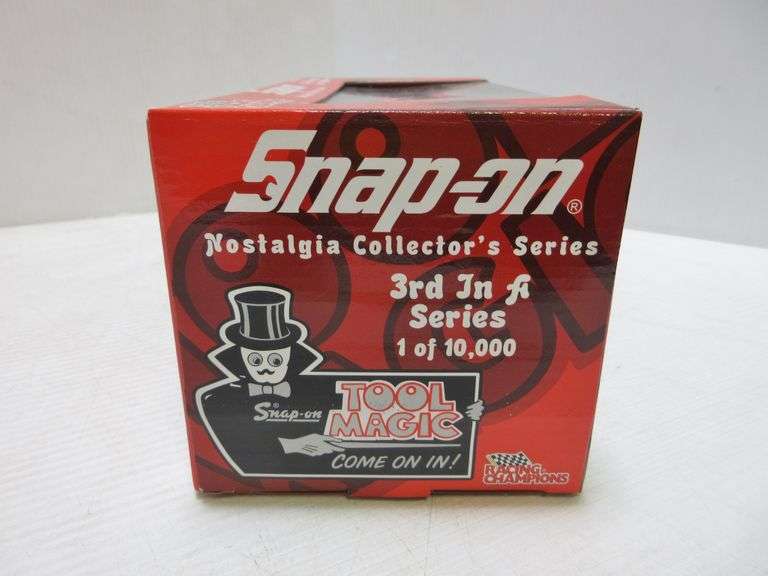 Snap-on®
Nostalgia Collector's Series
3rd In A
Series
1 of 10,000
Snap-on
TOOL
MAGIC
COME ON IN!
RACING
CHAMPIONS